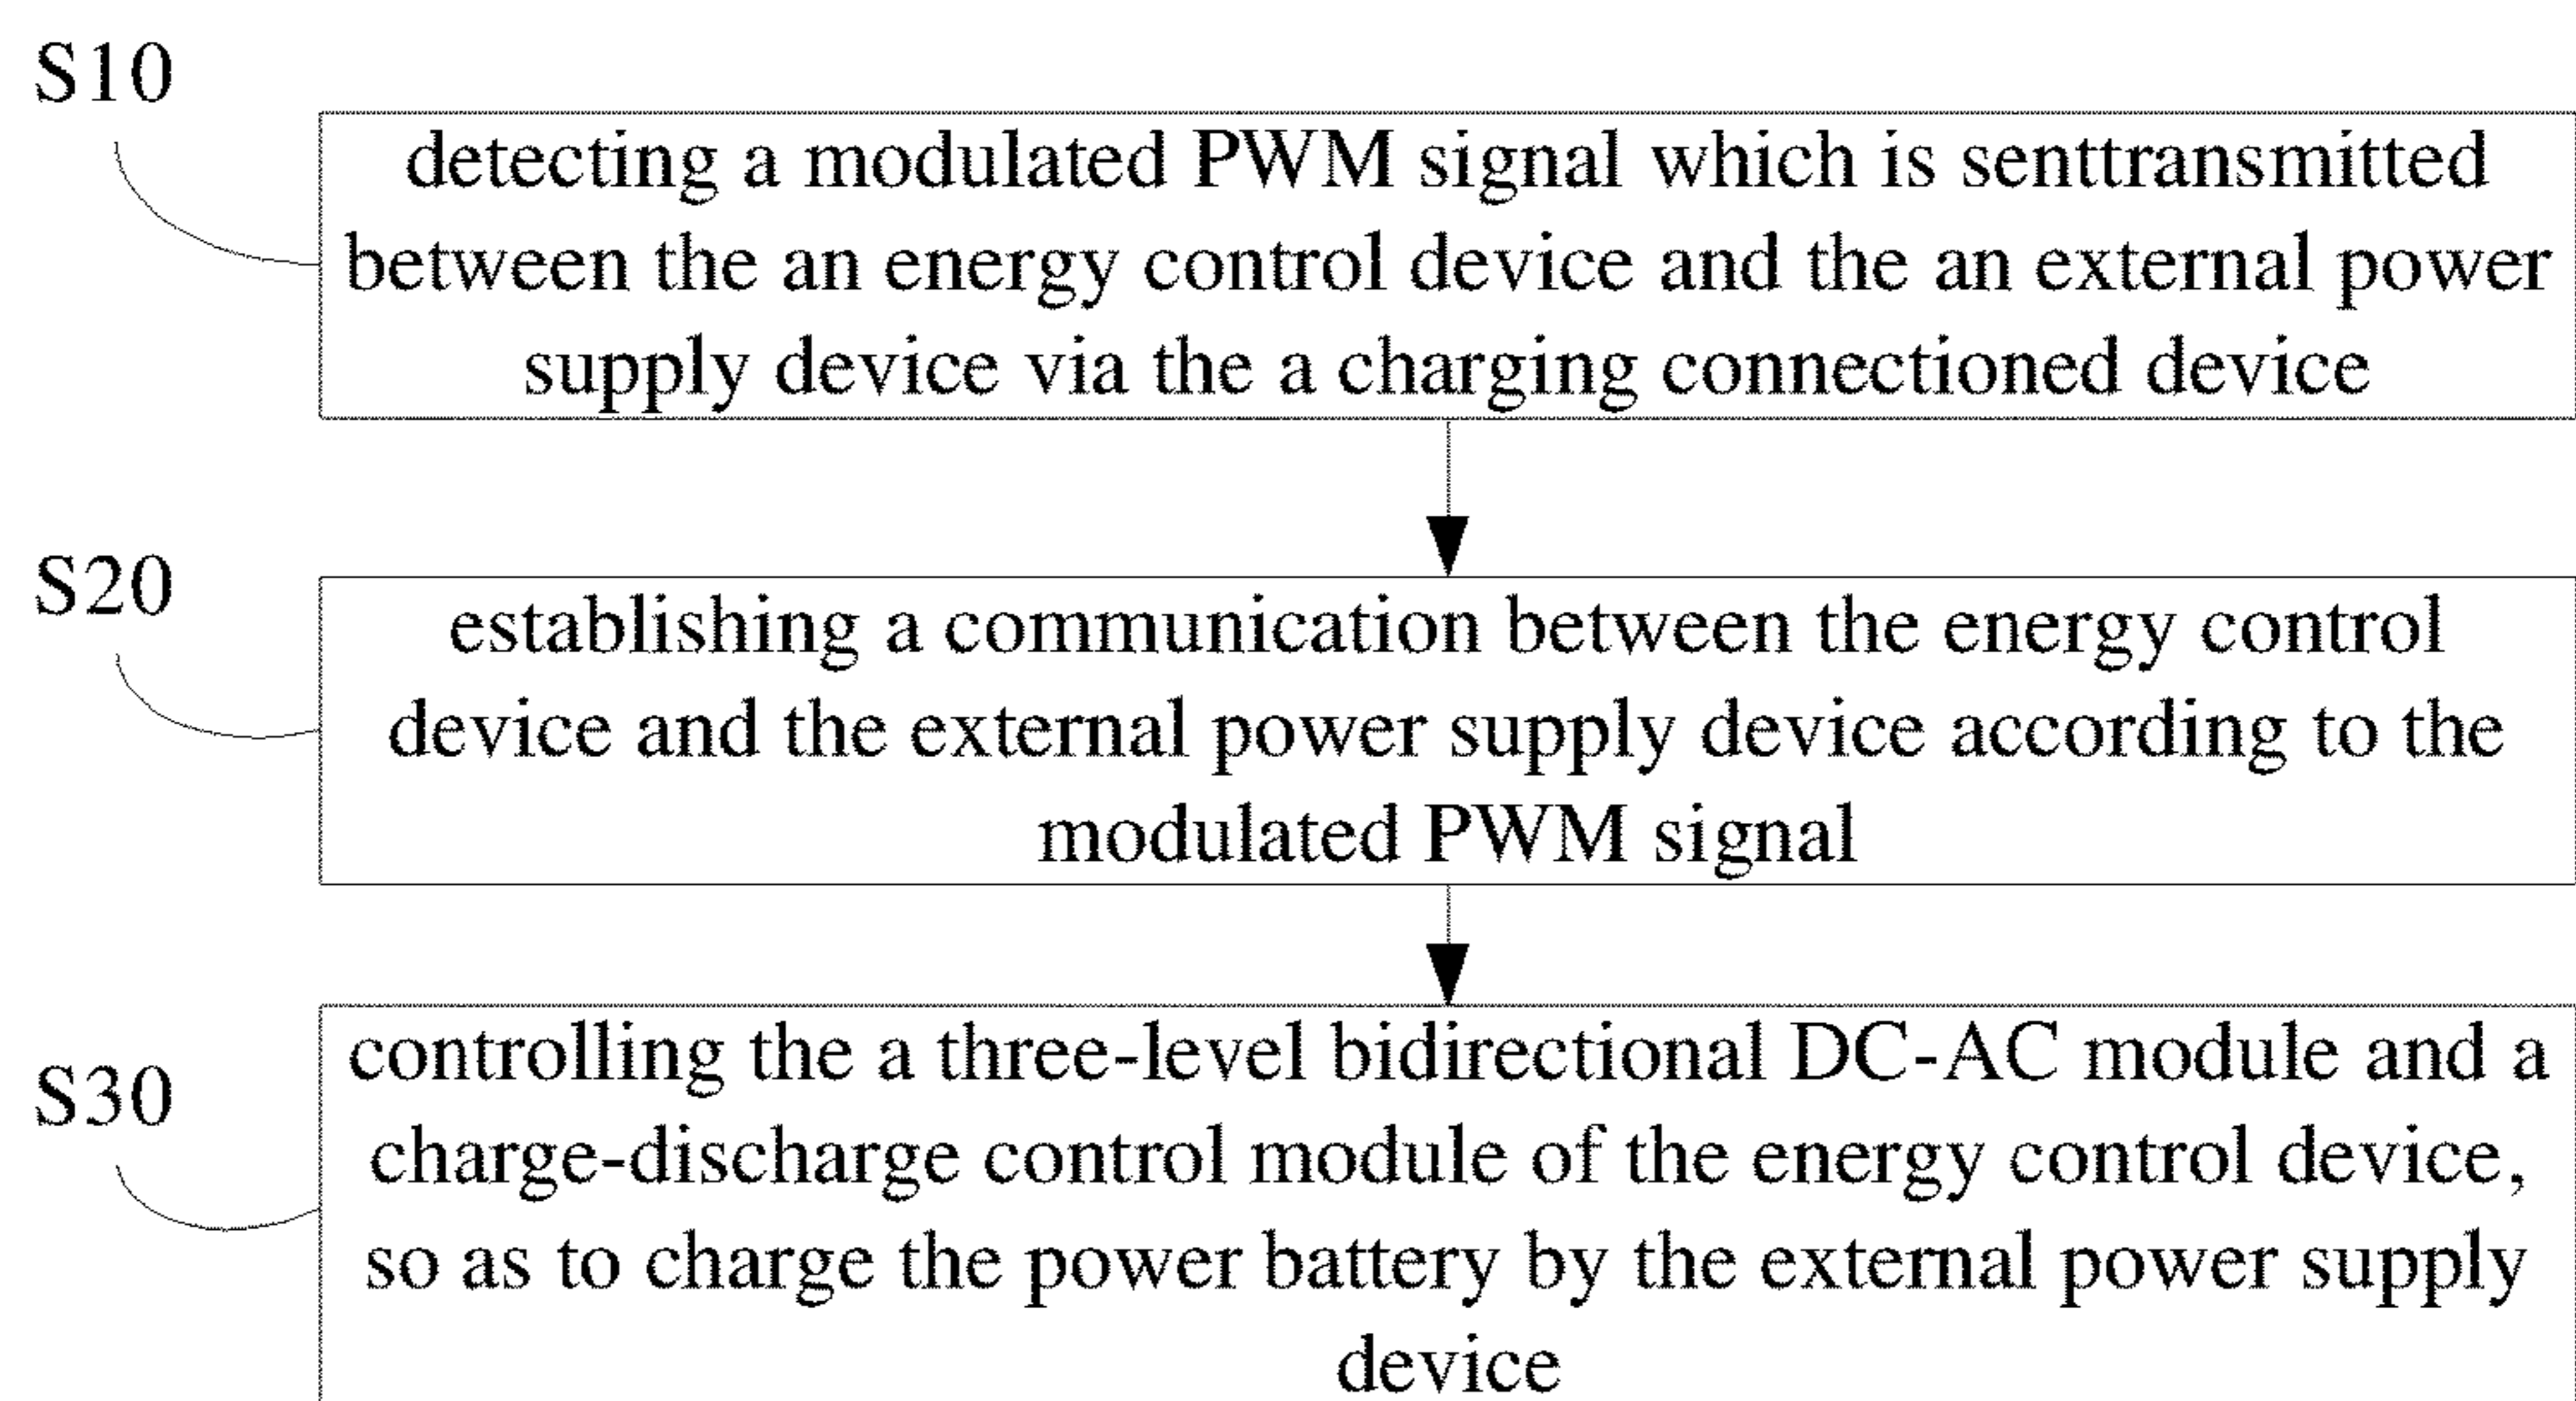 S10
detecting a modulated PWM signal which is senttransmitted
between the an energy control device and the an external power
supply device via the a charging connectioned device
S20
establishing a communication between the energy control
device and the external power supply device according to the
modulated PWM signal
S30
controlling the a three-level bidirectional DC-AC module and a
charge-discharge control module of the energy control device,
so as to charge the power battery by the external power supply
device